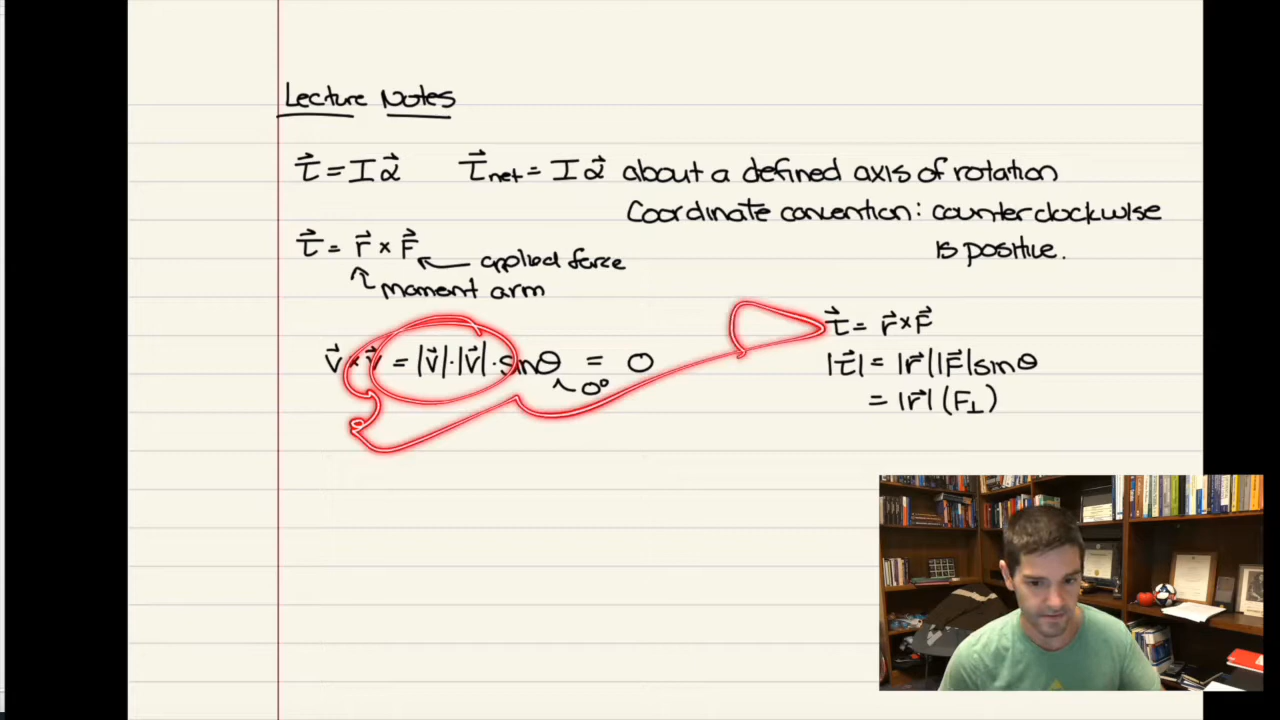 Lecture Notes
τ⃗ = Iα⃗   τ⃗net = Iα⃗ about a defined axis of rotation
Coordinate convention: counterclockwise
is positive.
τ⃗ = r⃗ × F⃗
applied force
moment arm
v⃗ × v⃗ = |v⃗|·|v⃗|·sinθ = 0
0°
τ⃗ = r⃗ × F⃗
|τ⃗| = |r⃗||F⃗|sinθ
= |r⃗|(F⊥)